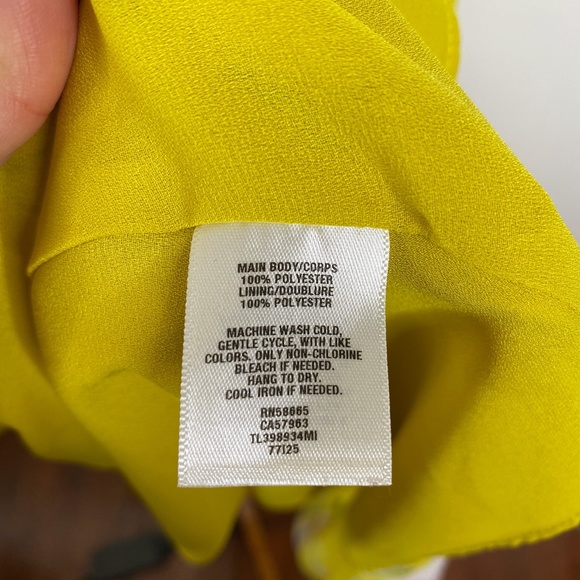 MAIN BODY/CORPS
100% POLYESTER
LINING/DOUBLURE
100% POLYESTER
MACHINE WASH COLD,
GENTLE CYCLE, WITH LIKE
COLORS. ONLY NON-CHLORINE
BLEACH IF NEEDED.
HANG TO DRY.
COOL IRON IF NEEDED.
RN58665
CA57963
TL398934MI
77125